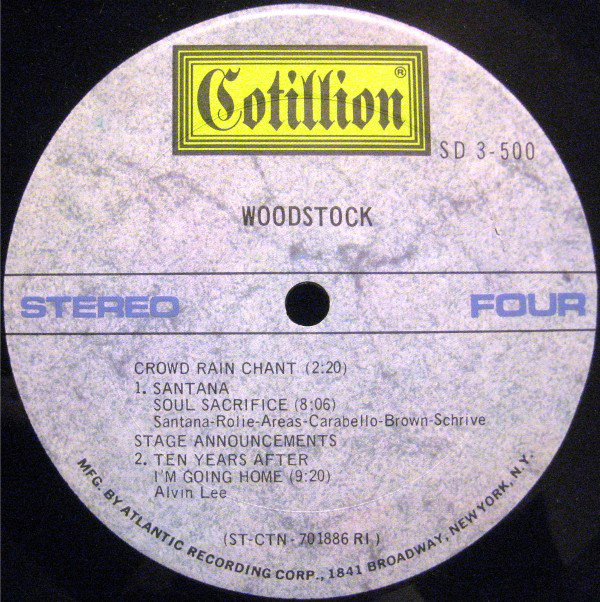 Cotillion®
SD 3-500
WOODSTOCK
STEREO
FOUR
CROWD RAIN CHANT (2:20)
1. SANTANA
SOUL SACRIFICE (8:06)
Santana-Rolie-Areas-Carabello-Brown-Schrive
STAGE ANNOUNCEMENTS
2. TEN YEARS AFTER
I'M GOING HOME (9:20)
Alvin Lee
(ST-CTN-701886 RI)
MFG. BY ATLANTIC RECORDING CORP., 1841 BROADWAY, NEW YORK, N.Y.